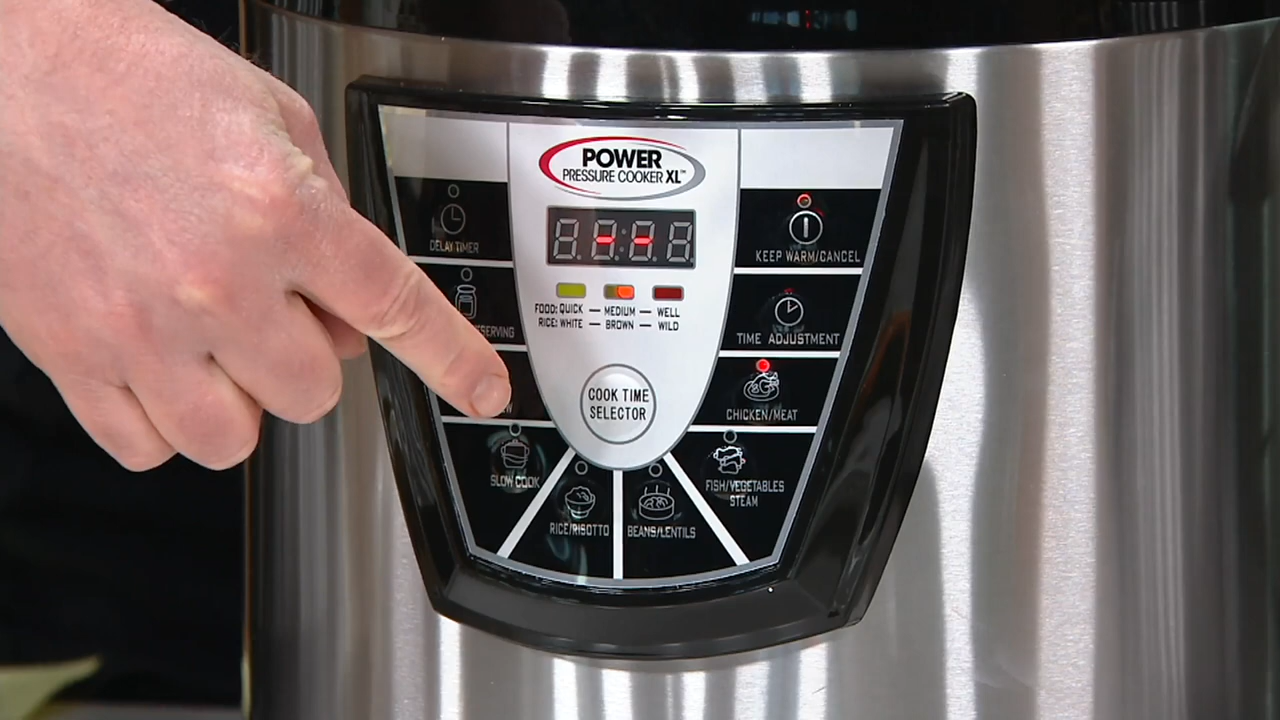 POWER
PRESSURE COOKER XL™
DELAY TIMER
KEEP WARM/CANCEL
FOOD: QUICK — MEDIUM — WELL
RICE: WHITE — BROWN — WILD
TIME ADJUSTMENT
COOK TIME
SELECTOR
CHICKEN/MEAT
SLOW COOK
RICE/RISOTTO
BEANS/LENTILS
FISH/VEGETABLES
STEAM